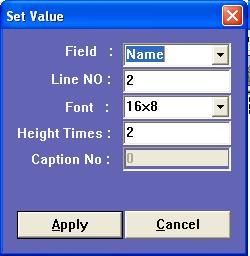 Set Value
Field : Name
Line NO : 2
Font : 16x8
Height Times : 2
Caption No : 0
Apply Cancel